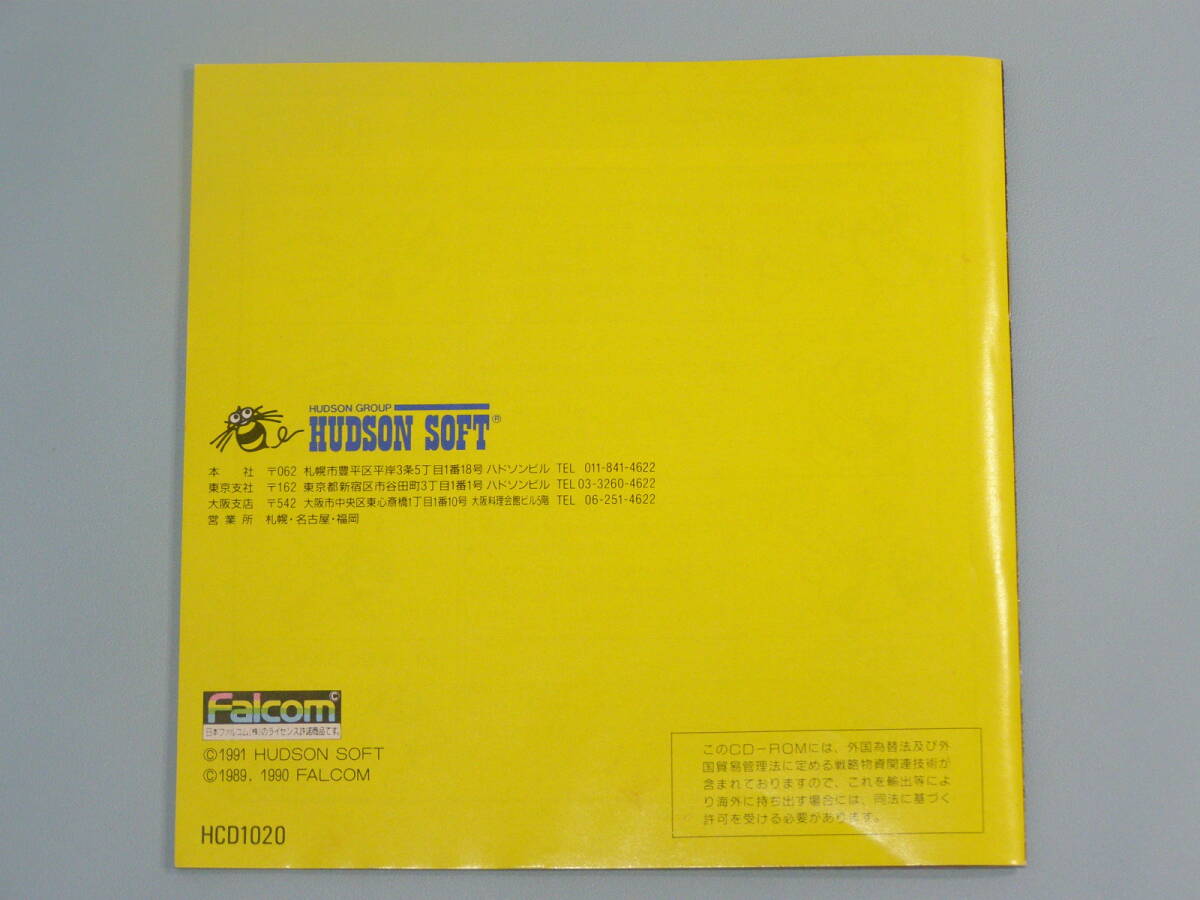 HUDSON GROUP
HUDSON SOFT®
本 社 〒062 札幌市豊平区平岸3条5丁目1番18号 ハドソンビル TEL 011-841-4622
東京支社 〒162 東京都新宿区市谷田町3丁目1番1号 ハドソンビル TEL 03-3260-4622
大阪支店 〒542 大阪市中央区東心斎橋1丁目1番10号 大阪料理会館ビル5階 TEL 06-251-4622
営業所 札幌・名古屋・福岡
Falcom ©
日本ファルコム(株)のライセンス許諾商品です。
©1991 HUDSON SOFT
©1989, 1990 FALCOM
HCD1020
このCD-ROMには、外国為替法及び外
国貿易管理法に定める戦略物資関連技術が
含まれておりますので、これを輸出等によ
り海外に持ち出す場合には、同法に基づく
許可を受ける必要があります。